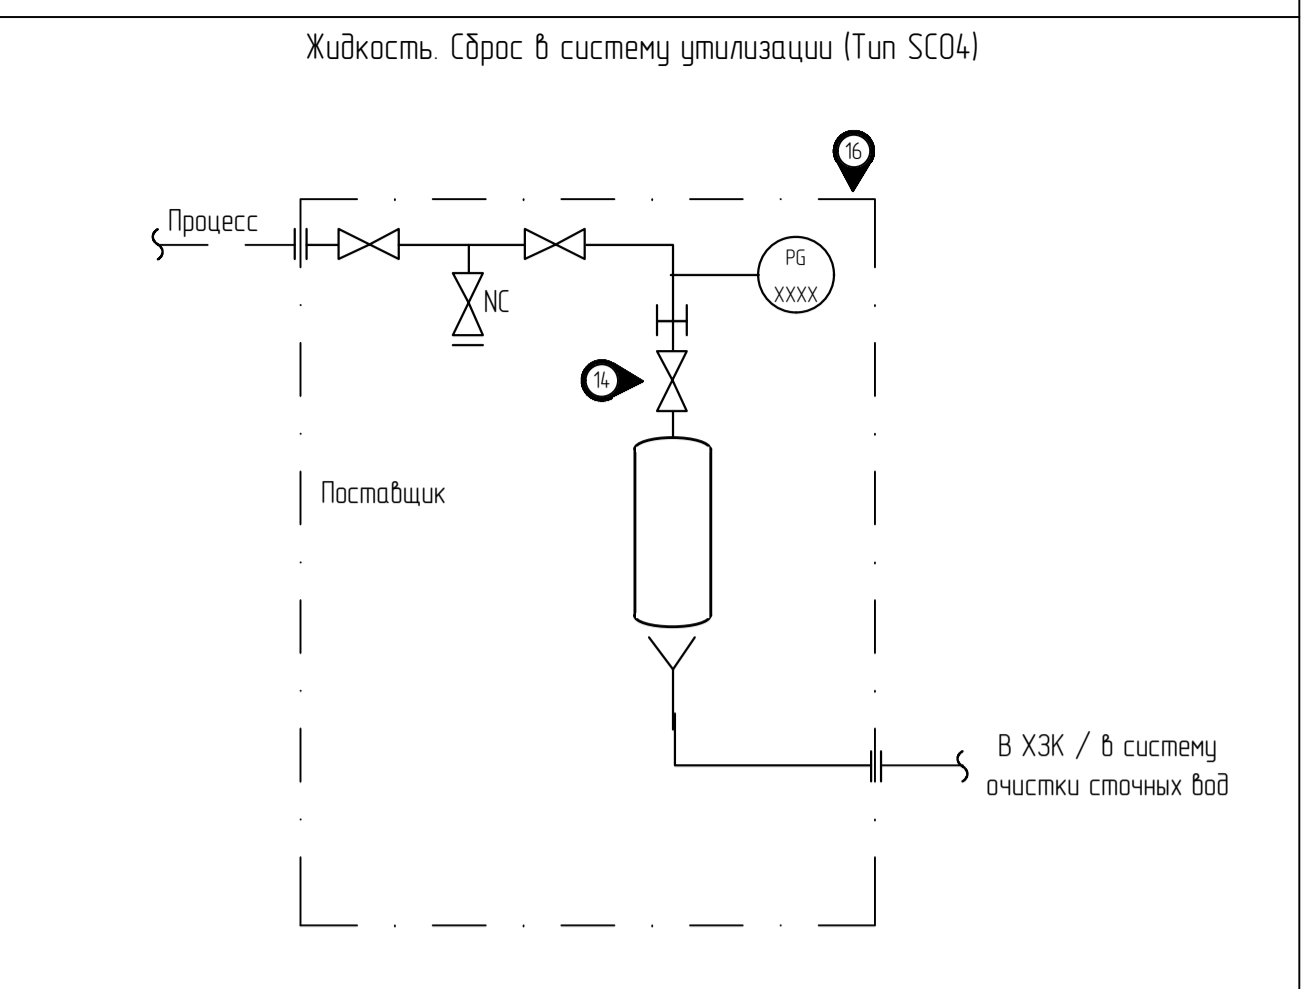 Жидкость. Сброс в систему утилизации (Тип SC04)
16
Процесс
PG
XXXX
NC
14
Поставщик
В ХЗК / в систему
очистки сточных вод